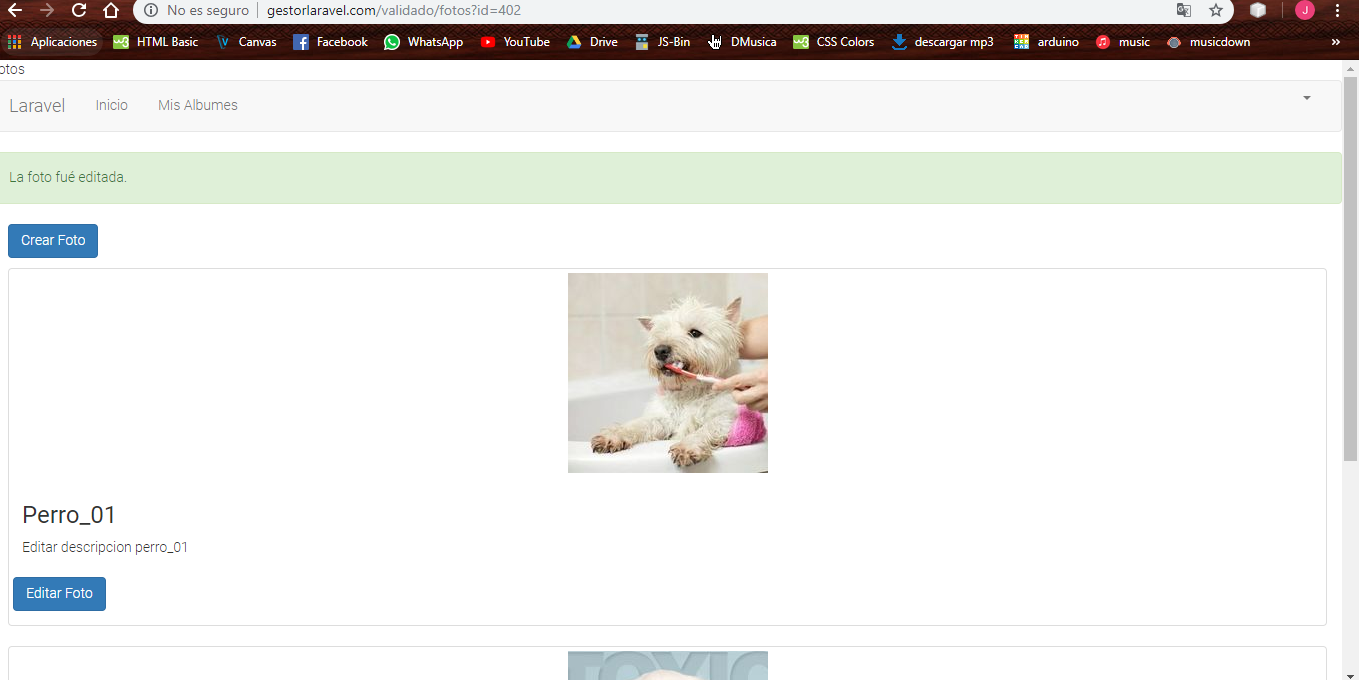 No es seguro gestorlaravel.com/validado/fotos?id=402
Aplicaciones HTML Basic Canvas Facebook WhatsApp YouTube Drive JS-Bin DMusica CSS Colors descargar mp3 arduino music musicdown »
otos
Laravel Inicio Mis Albumes
La foto fué editada.
Crear Foto
Perro_01
Editar descripcion perro_01
Editar Foto
TOXIC